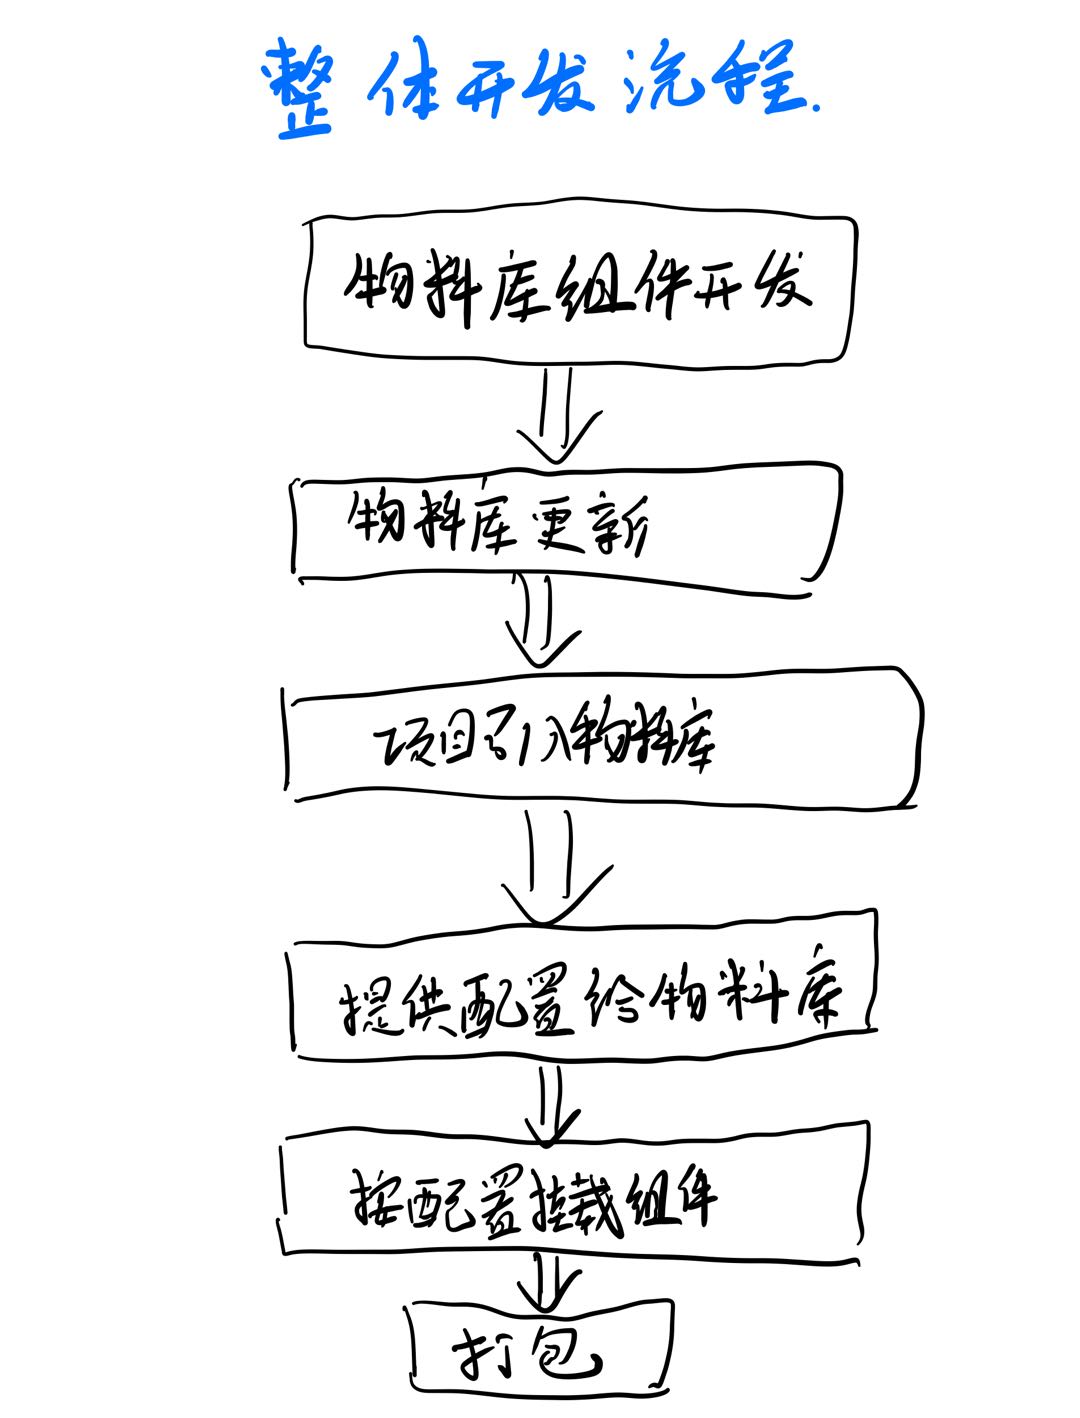 整体开发流程.
物料库组件开发
物料库更新
项目引入物料库
提供配置给物料库
按配置挂载组件
打包